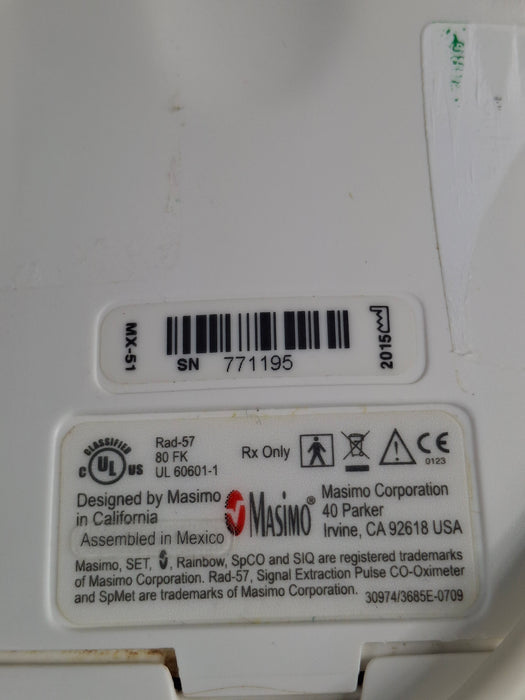 MX-51
SN 771195
2015
CLASSIFIED
C UL US
Rad-57
80 FK
UL 60601-1
Rx Only
CE
0123
Designed by Masimo
in California
Assembled in Mexico
Masimo®
Masimo Corporation
40 Parker
Irvine, CA 92618 USA
Masimo, SET, , Rainbow, SpCO and SIQ are registered trademarks
of Masimo Corporation. Rad-57, Signal Extraction Pulse CO-Oximeter
and SpMet are trademarks of Masimo Corporation.
30974/3685E-0709